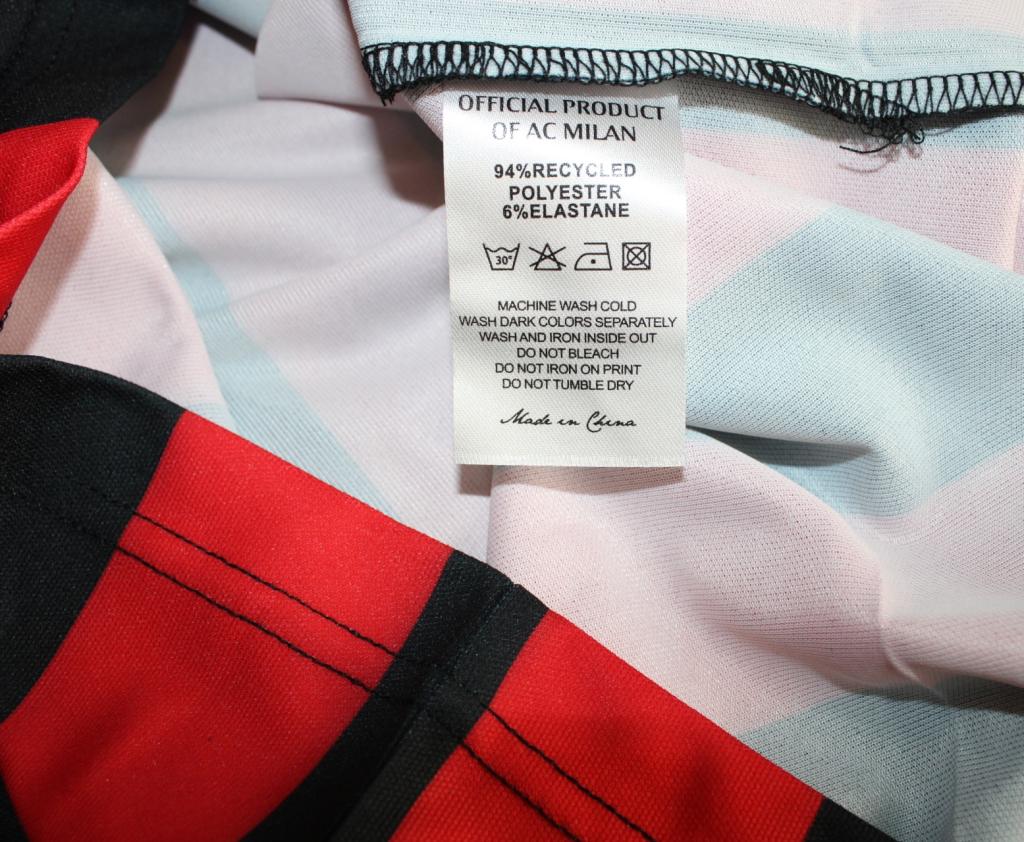 OFFICIAL PRODUCT
OF AC MILAN
94%RECYCLED
POLYESTER
6%ELASTANE
30°
MACHINE WASH COLD
WASH DARK COLORS SEPARATELY
WASH AND IRON INSIDE OUT
DO NOT BLEACH
DO NOT IRON ON PRINT
DO NOT TUMBLE DRY
Made in China